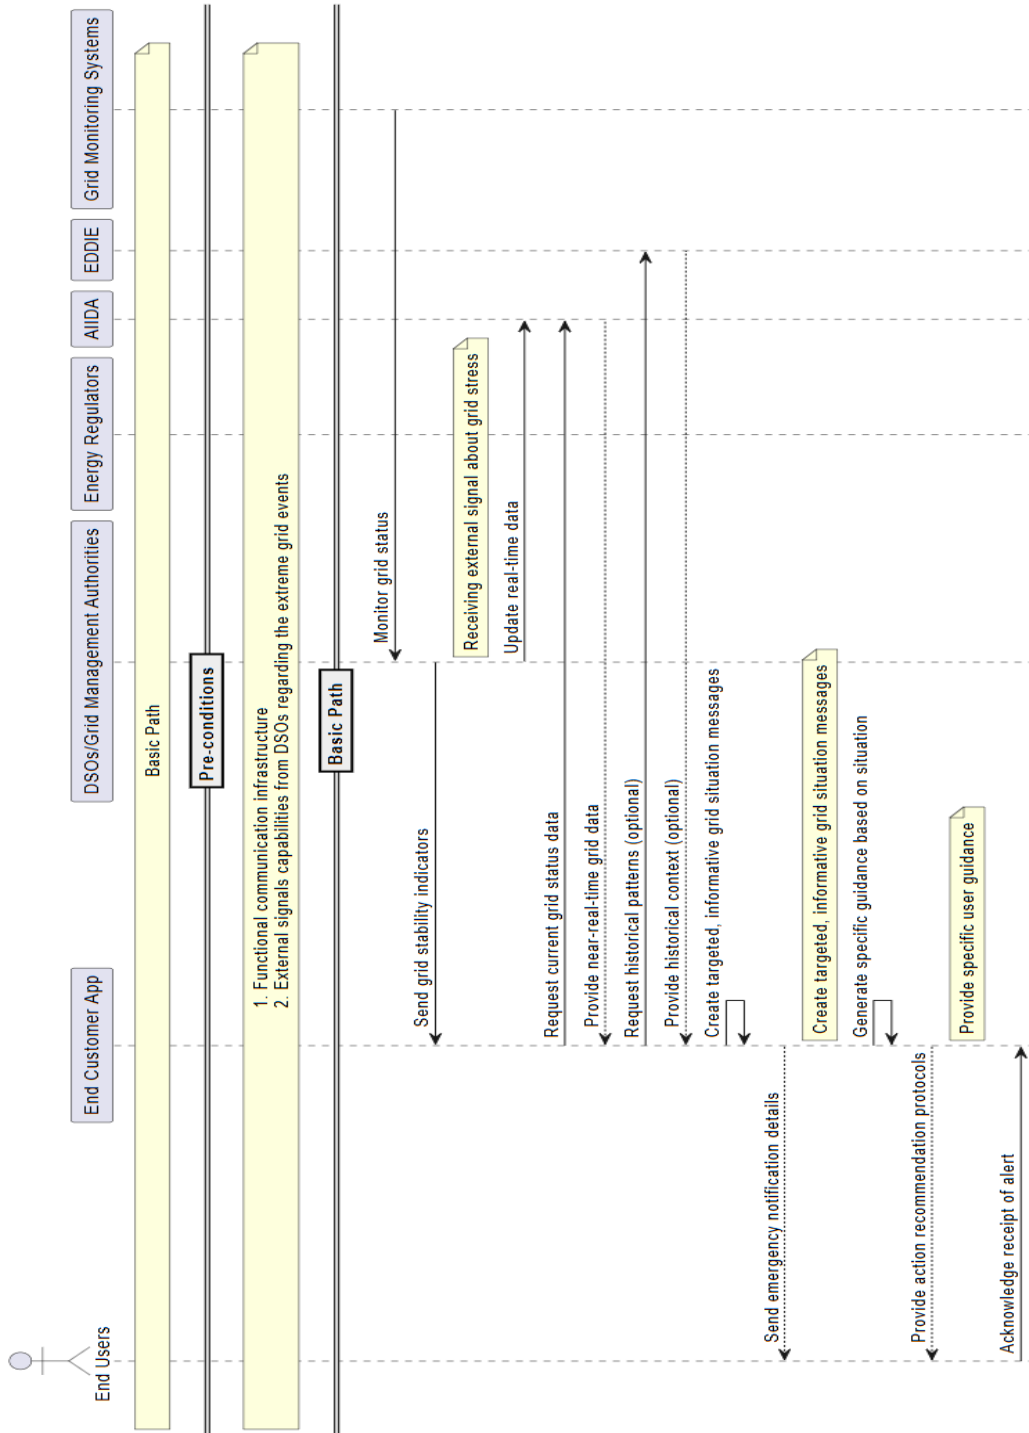 End Users
End Customer App
DSOs/Grid Management Authorities
Energy Regulators
AIIDA
EDDIE
Grid Monitoring Systems
Basic Path
Pre-conditions
1. Functional communication infrastructure
2. External signals capabilities from DSOs regarding the extreme grid events
Basic Path
Monitor grid status
Send grid stability indicators
Receiving external signal about grid stress
Update real-time data
Request current grid status data
Provide near-real-time grid data
Request historical patterns (optional)
Provide historical context (optional)
Create targeted, informative grid situation messages
Send emergency notification details
Create targeted, informative grid situation messages
Generate specific guidance based on situation
Provide action recommendation protocols
Provide specific user guidance
Acknowledge receipt of alert